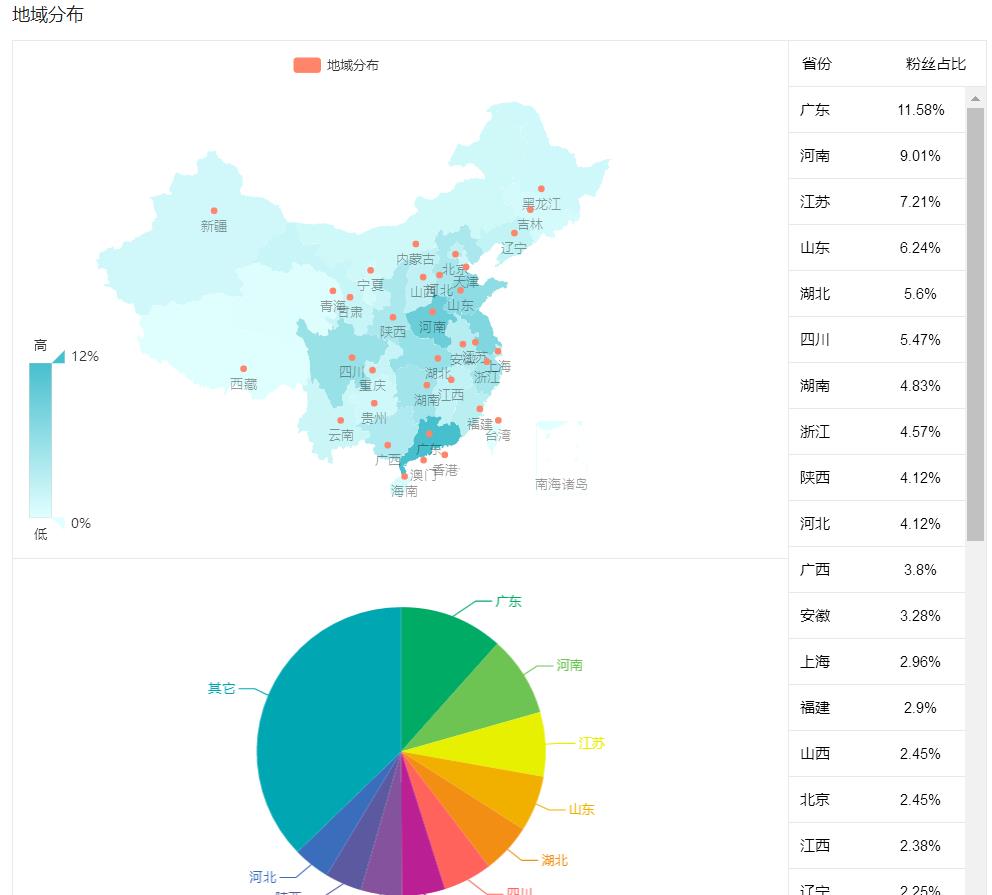 地域分布
地域分布
黑龙江
新疆
吉林
辽宁
内蒙古
北京
宁夏
天津
山西
河北
青海
甘肃
山东
陕西
河南
高
12%
安徽
江苏
上海
四川
湖北
浙江
西藏
重庆
湖南
江西
贵州
福建
云南
台湾
广东
广西
香港
澳门
海南
南海诸岛
0%
低
省份 粉丝占比
广东 11.58%
河南 9.01%
江苏 7.21%
山东 6.24%
湖北 5.6%
四川 5.47%
湖南 4.83%
浙江 4.57%
陕西 4.12%
河北 4.12%
广西 3.8%
安徽 3.28%
上海 2.96%
福建 2.9%
山西 2.45%
北京 2.45%
江西 2.38%
辽宁 2.25%
广东
河南
其它
江苏
山东
湖北
河北
四川
陕西